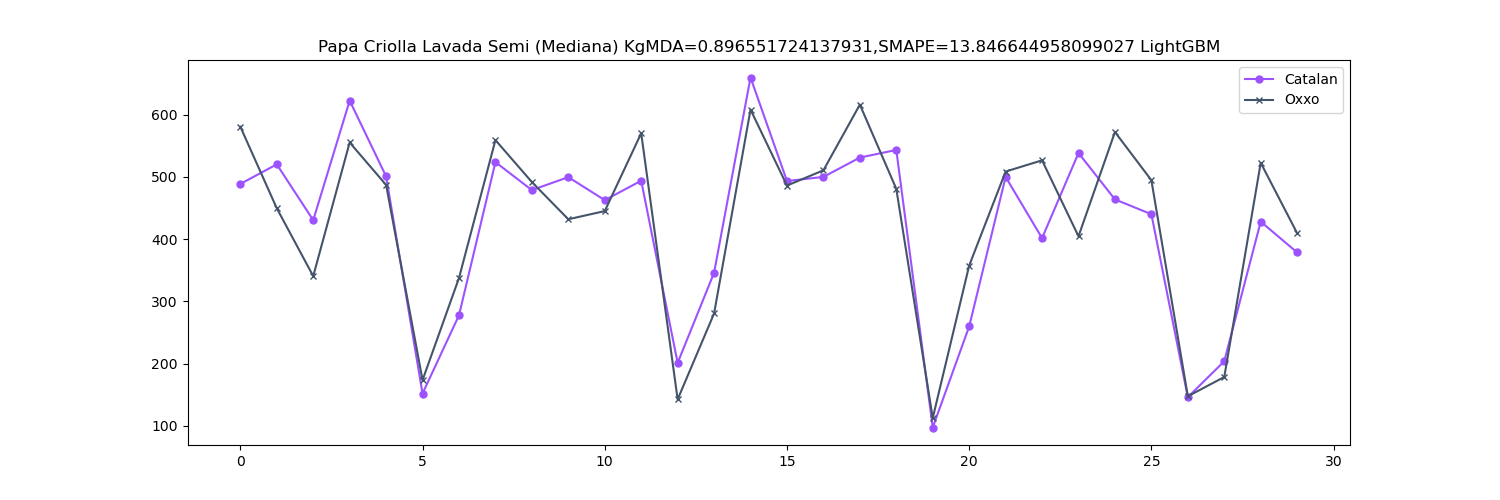 Papa Criolla Lavada Semi (Mediana) KgMDA=0.896551724137931,SMAPE=13.846644958099027 LightGBM
Catalan
Oxxo
600
500
400
300
200
100
0 5 10 15 20 25 30